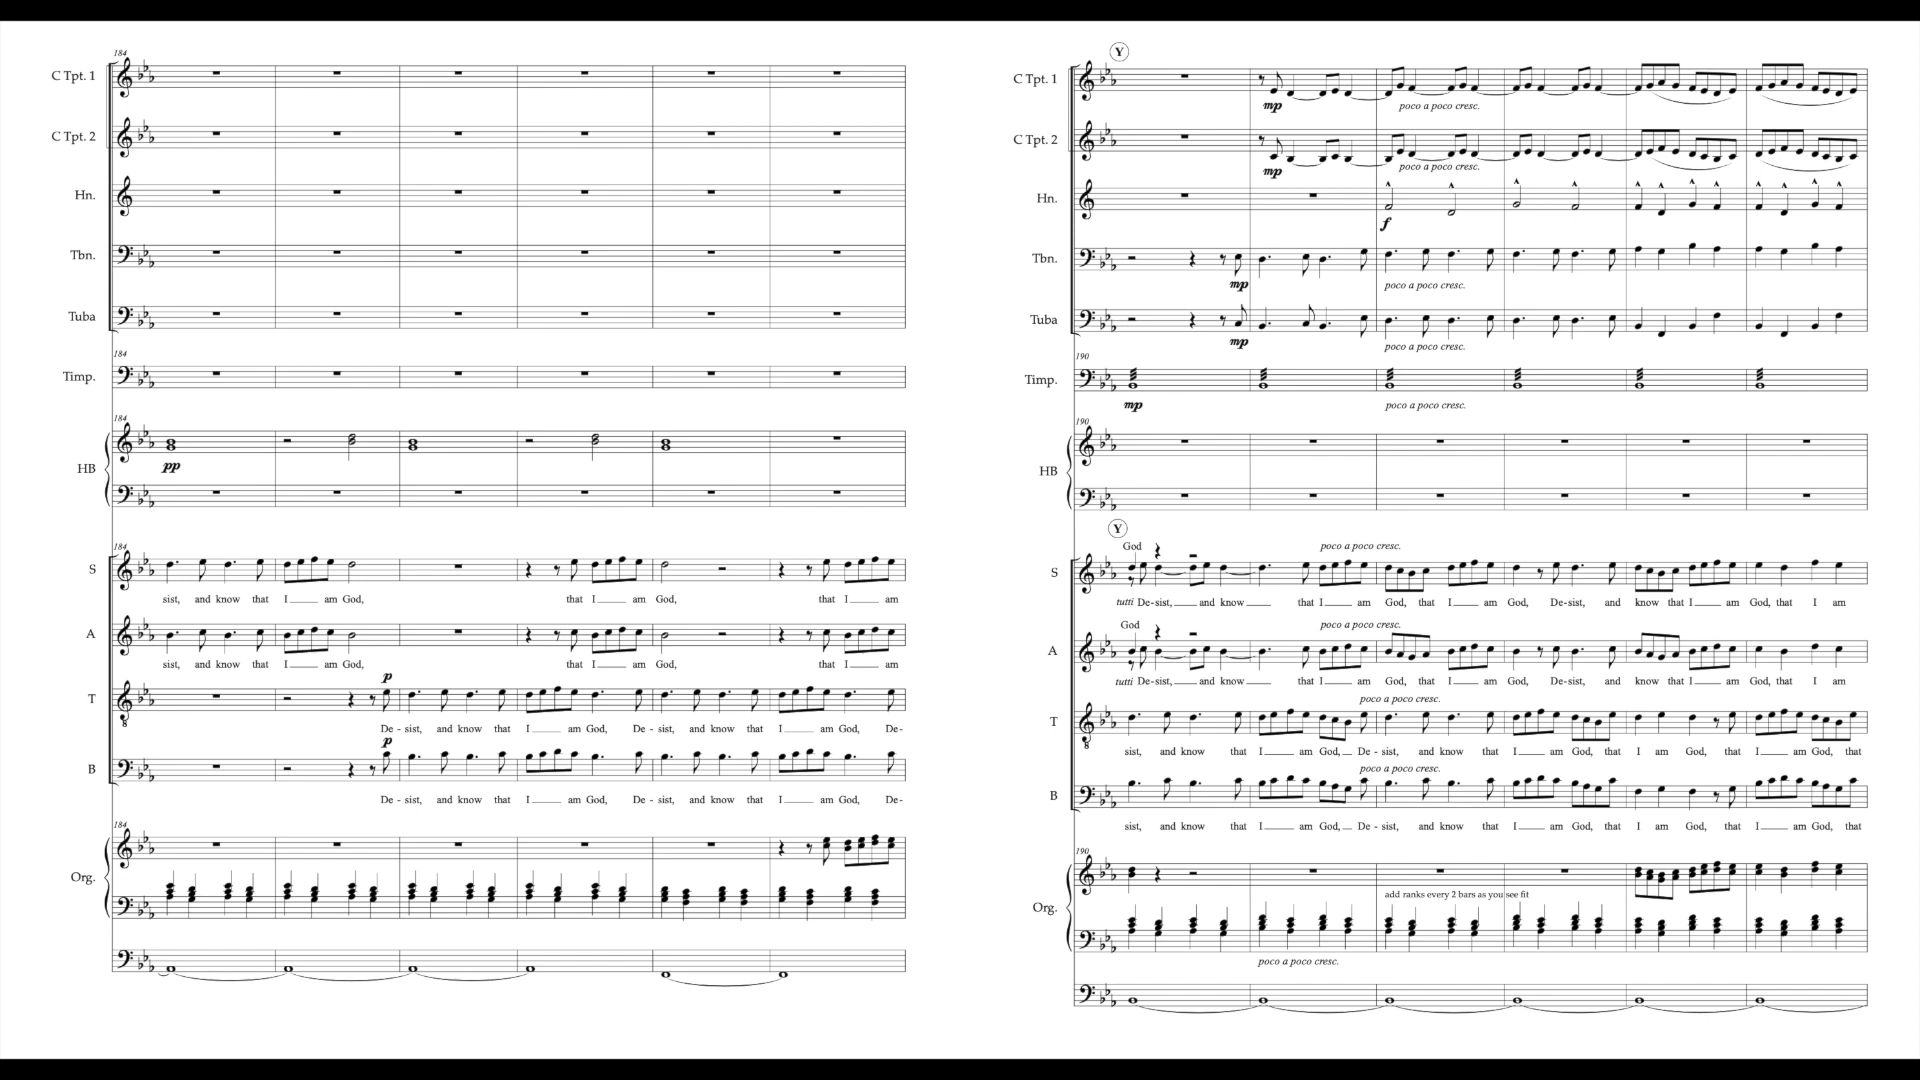 184
C Tpt. 1
C Tpt. 2
Hn.
Tbn.
Tuba
184
Timp.
184
HB
pp
184
S
sist, and know that I am God, that I am God, that I am
A
sist, and know that I am God, that I am God, that I am
p
T
De - sist, and know that I am God, De - sist, and know that I am God, De-
p
B
De - sist, and know that I am God, De - sist, and know that I am God, De-
184
Org.
Y
C Tpt. 1
mp poco a poco cresc.
C Tpt. 2
mp poco a poco cresc.
Hn.
f
Tbn.
mp poco a poco cresc.
Tuba
mp poco a poco cresc.
190
Timp.
mp poco a poco cresc.
190
HB
Y
God poco a poco cresc.
S
tutti De-sist, and know that I am God, that I am God, De-sist, and know that I am God, that I am
God poco a poco cresc.
A
tutti De-sist, and know that I am God, that I am God, De-sist, and know that I am God, that I am
poco a poco cresc.
T
sist, and know that I am God, De - sist, and know that I am God, that I am God, that I am God, that
poco a poco cresc.
B
sist, and know that I am God, De - sist, and know that I am God, that I am God, that I am God, that
190
add ranks every 2 bars as you see fit
Org.
poco a poco cresc.